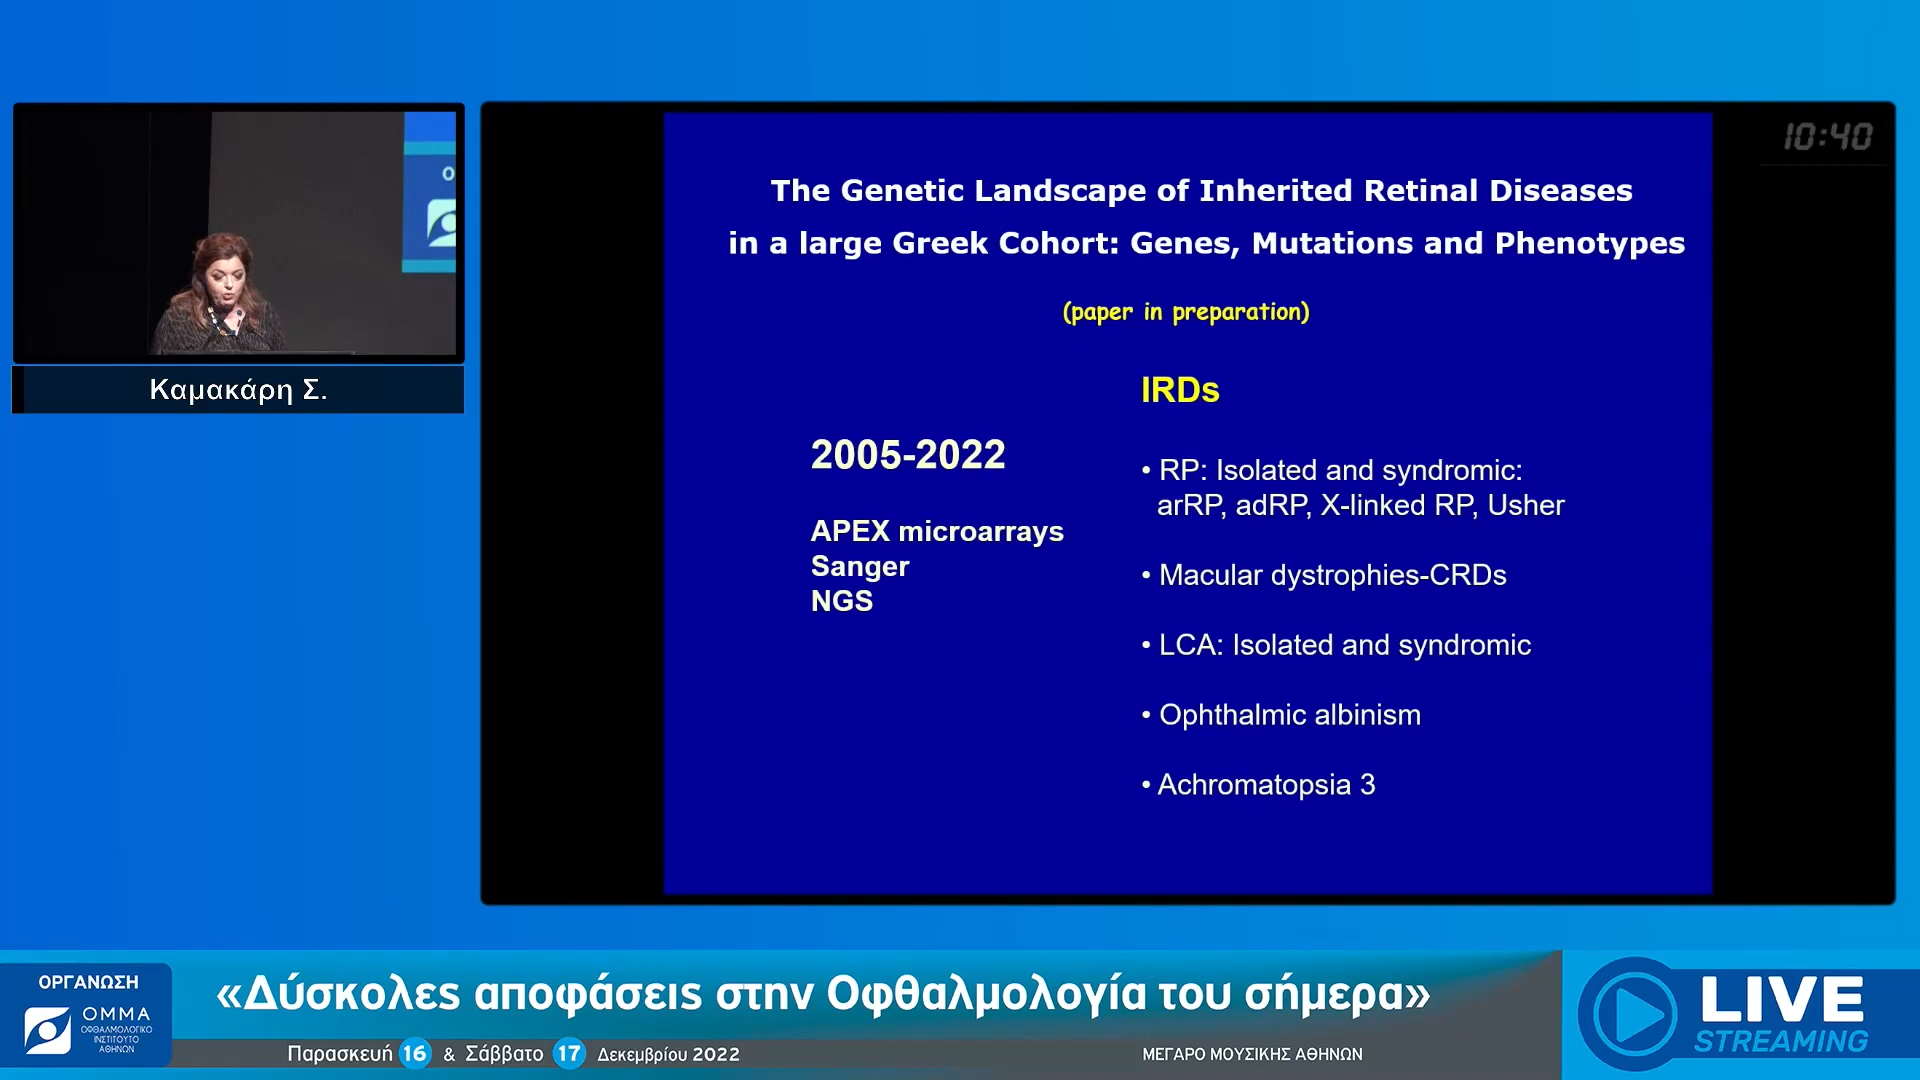 10:40
The Genetic Landscape of Inherited Retinal Diseases
in a large Greek Cohort: Genes, Mutations and Phenotypes
(paper in preparation)
Καμακάρη Σ.
2005-2022
APEX microarrays
Sanger
NGS
IRDs
• RP: Isolated and syndromic:
arRP, adRP, X-linked RP, Usher
• Macular dystrophies-CRDs
• LCA: Isolated and syndromic
• Ophthalmic albinism
• Achromatopsia 3
ΟΡΓΑΝΩΣΗ
ΟΜΜΑ
ΟΦΘΑΛΜΟΛΟΓΙΚΟ
ΙΝΣΤΙΤΟΥΤΟ
ΑΘΗΝΩΝ
«Δύσκολες αποφάσεις στην Οφθαλμολογία του σήμερα»
Παρασκευή 16 & Σάββατο 17 Δεκεμβρίου 2022
ΜΕΓΑΡΟ ΜΟΥΣΙΚΗΣ ΑΘΗΝΩΝ
LIVE
STREAMING